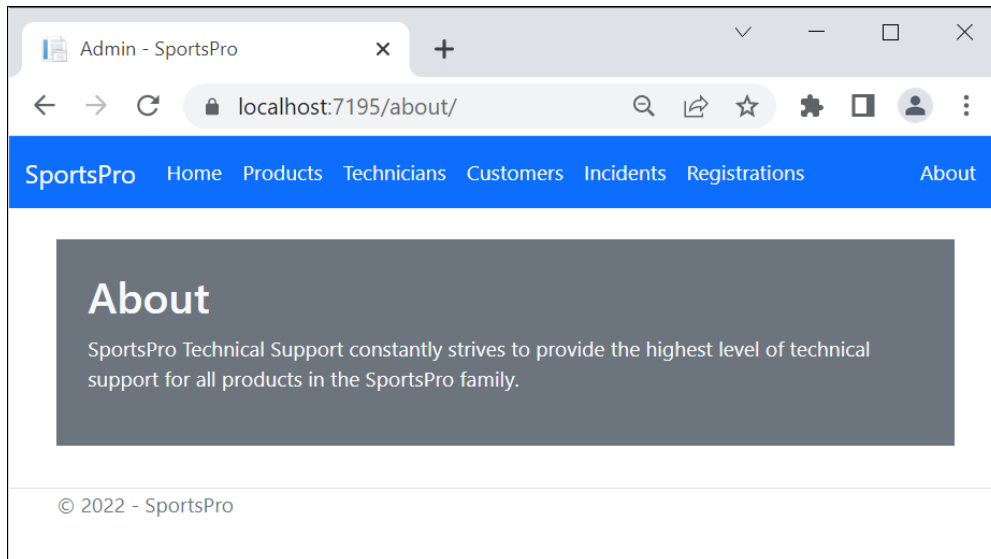 Admin - SportsPro
localhost:7195/about/
SportsPro Home Products Technicians Customers Incidents Registrations About
About
SportsPro Technical Support constantly strives to provide the highest level of technical
support for all products in the SportsPro family.
© 2022 - SportsPro